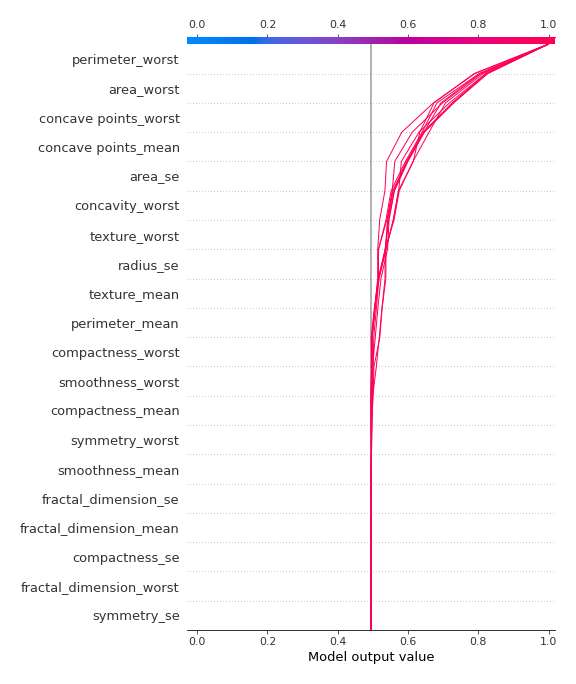 0.0 0.2 0.4 0.6 0.8 1.0
perimeter_worst
area_worst
concave points_worst
concave points_mean
area_se
concavity_worst
texture_worst
radius_se
texture_mean
perimeter_mean
compactness_worst
smoothness_worst
compactness_mean
symmetry_worst
smoothness_mean
fractal_dimension_se
fractal_dimension_mean
compactness_se
fractal_dimension_worst
symmetry_se
0.0 0.2 0.4 0.6 0.8 1.0
Model output value